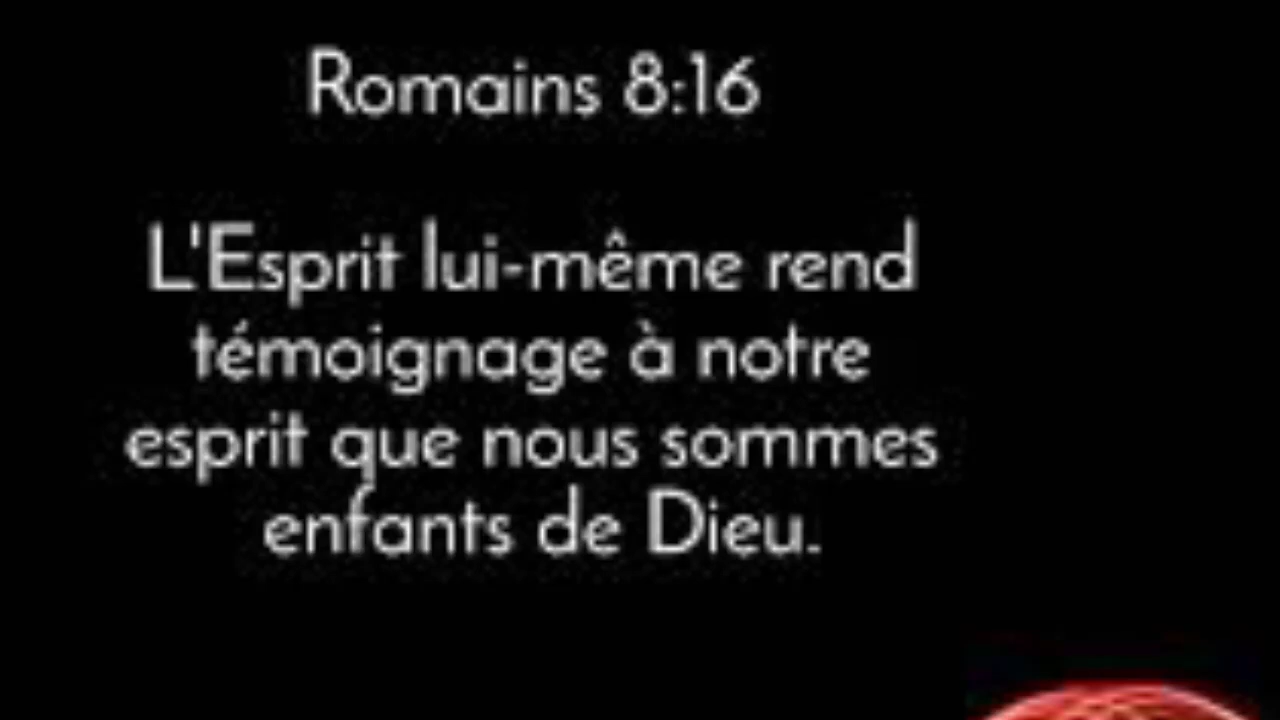 Romains 8:16
L'Esprit lui-même rend
témoignage à notre
esprit que nous sommes
enfants de Dieu.